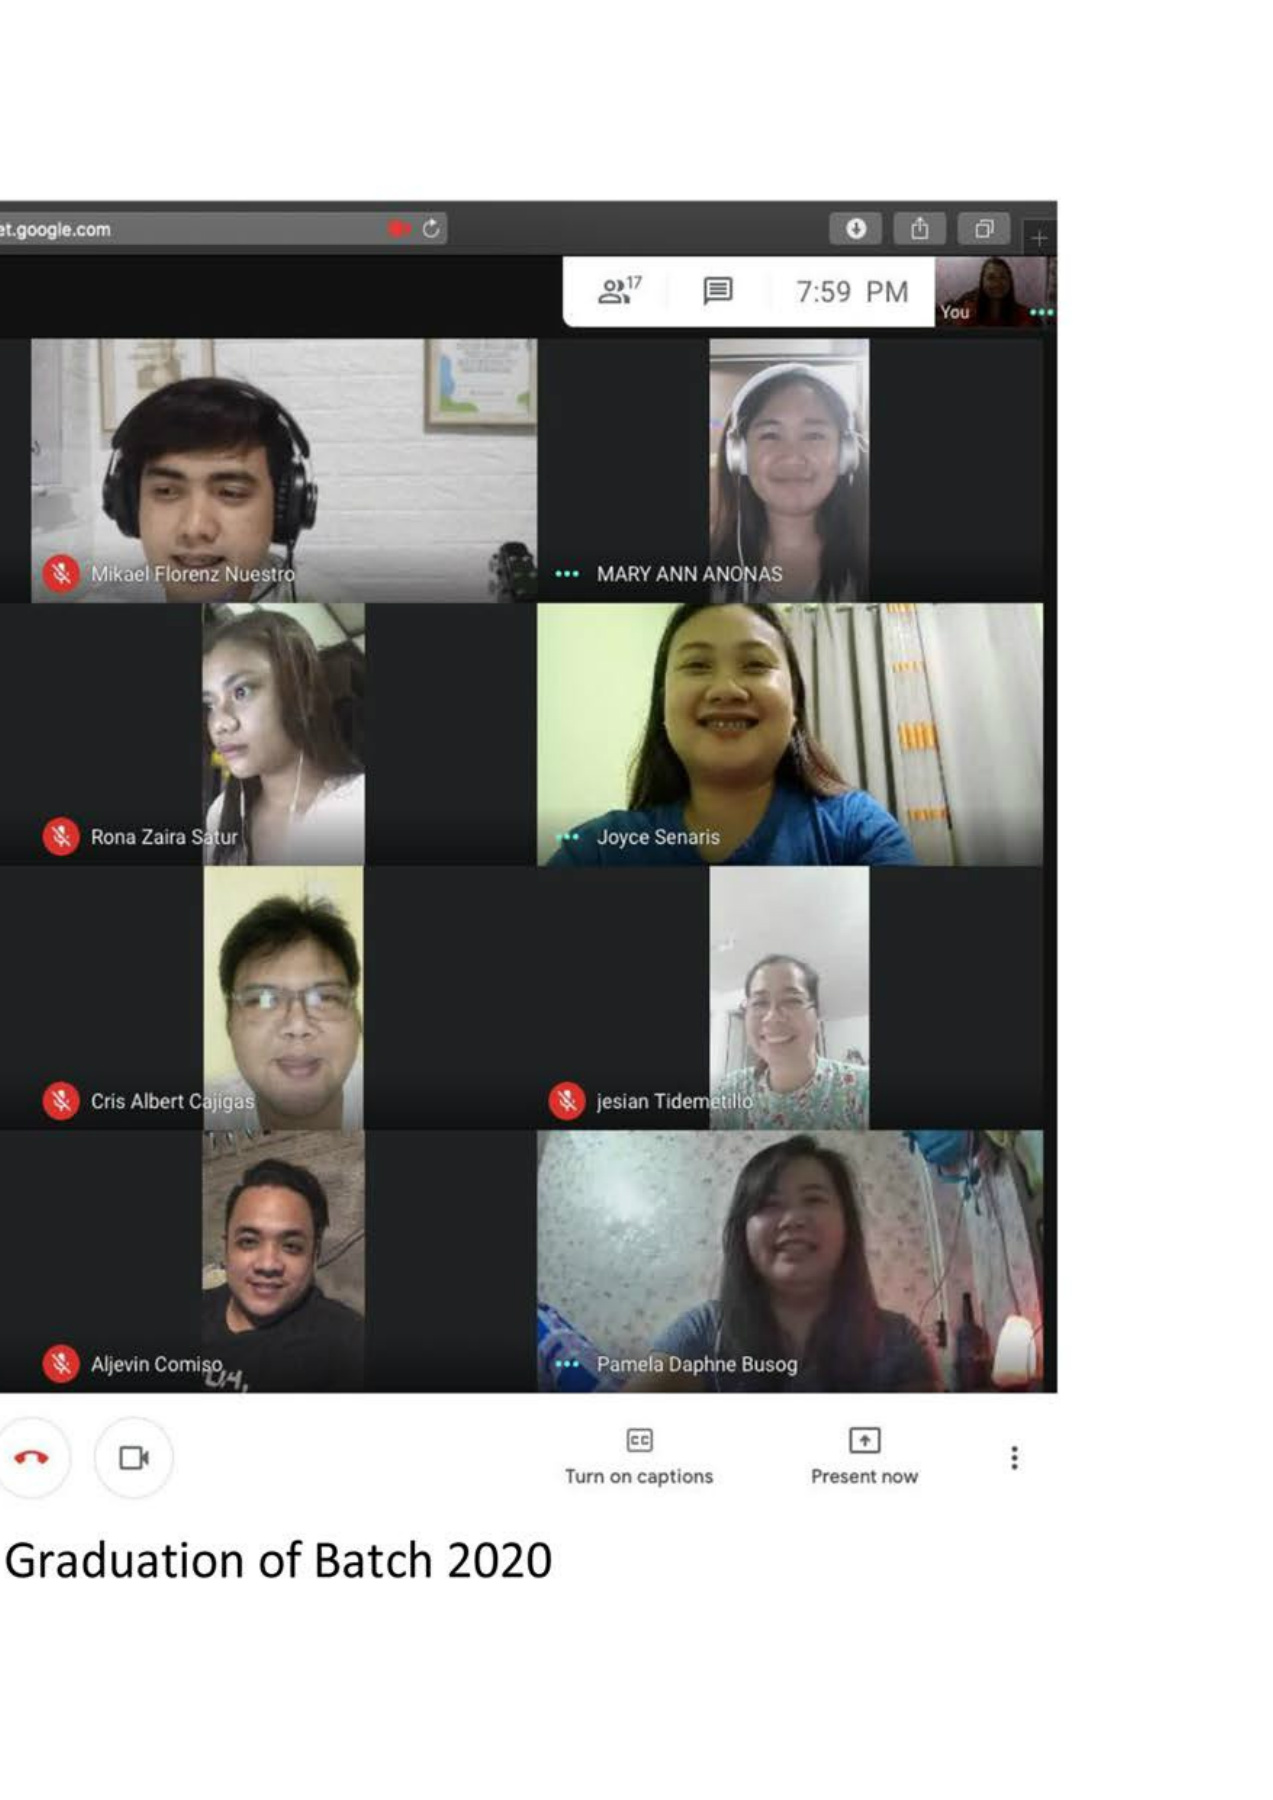 et.google.com
17
7:59 PM
You
Mikael Florenz Nuestro
MARY ANN ANONAS
Rona Zaira Satur
Joyce Senaris
Cris Albert Cajigas
jesian Tidemetillo
Aljevin Comiso
Pamela Daphne Busog
CC
Turn on captions
Present now
Graduation of Batch 2020